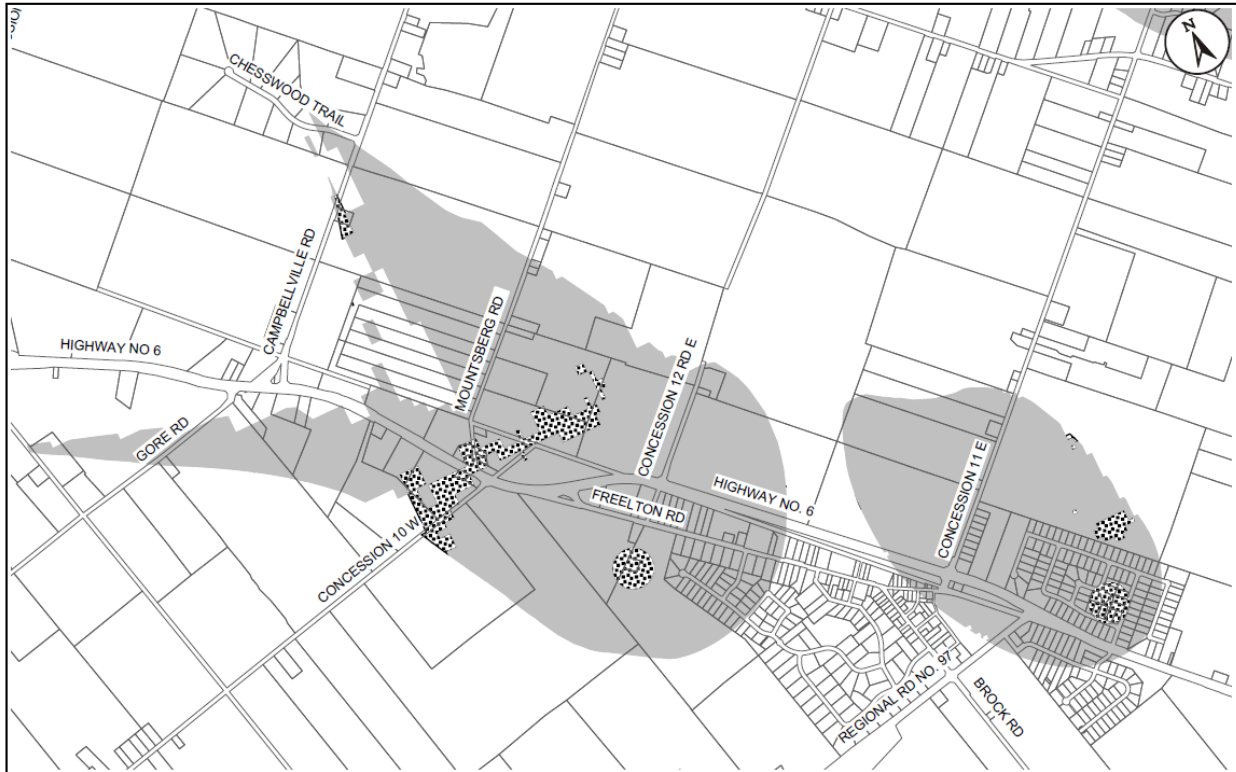 N
CHESSWOOD TRAIL
CAMPBELLVILLE RD
HIGHWAY NO 6
MOUNTSBERG RD
GORE RD
CONCESSION 12 RD E
HIGHWAY NO. 6
FREELTON RD
CONCESSION 11 E
CONCESSION 10 W
REGIONAL RD NO. 97
BROCK RD